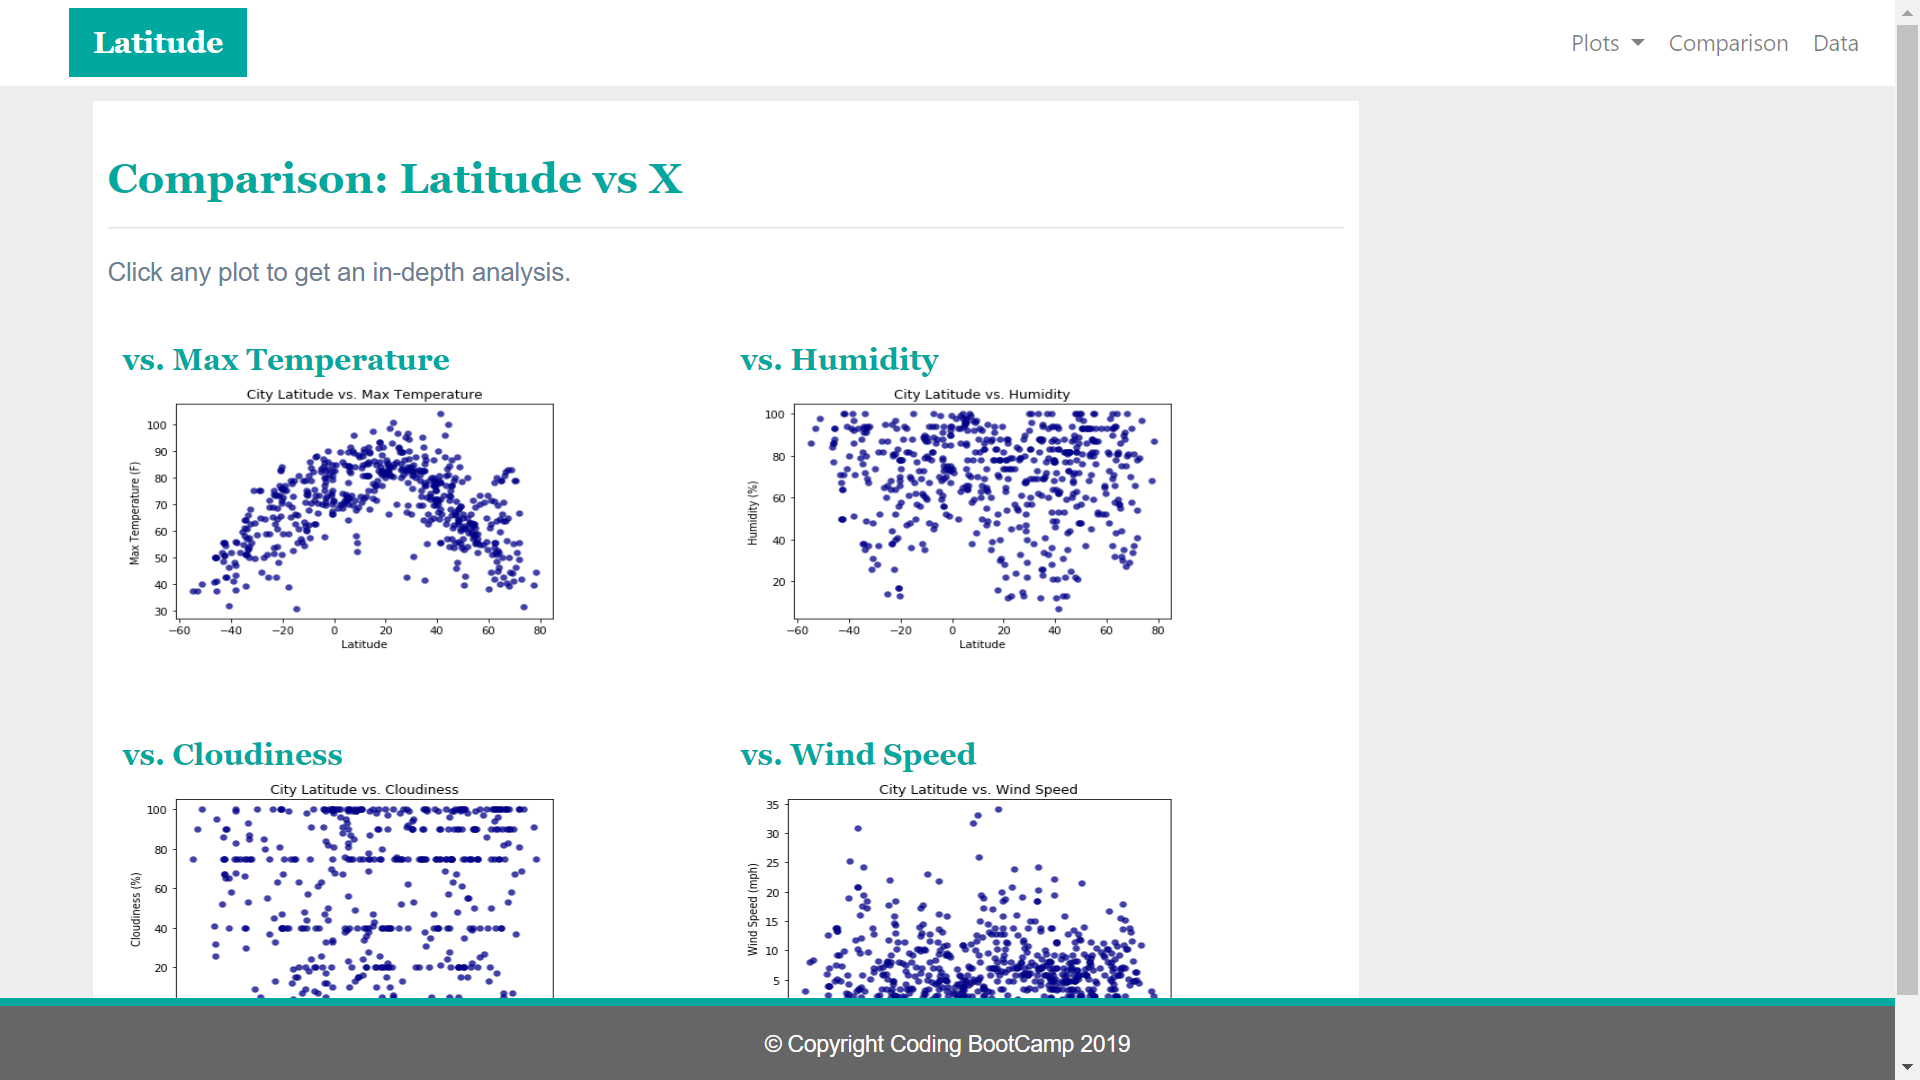 Latitude
Plots Comparison Data
Comparison: Latitude vs X
Click any plot to get an in-depth analysis.
vs. Max Temperature
City Latitude vs. Max Temperature
Max Temperature (F)
100
90
80
70
60
50
40
30
−60 −40 −20 0 20 40 60 80
Latitude
vs. Humidity
City Latitude vs. Humidity
Humidity (%)
100
80
60
40
20
−60 −40 −20 0 20 40 60 80
Latitude
vs. Cloudiness
City Latitude vs. Cloudiness
Cloudiness (%)
100
80
60
40
20
vs. Wind Speed
City Latitude vs. Wind Speed
Wind Speed (mph)
35
30
25
20
15
10
5
© Copyright Coding BootCamp 2019